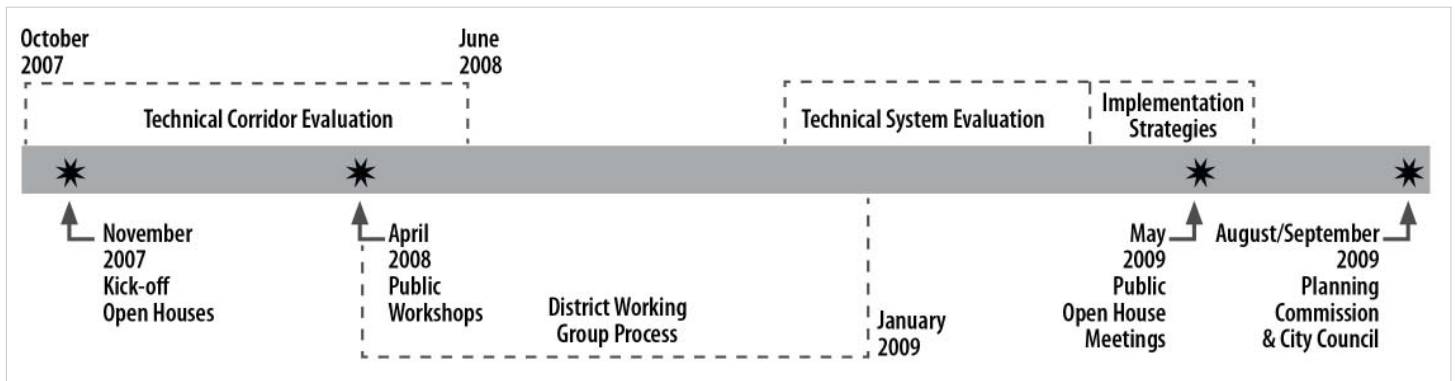 October
2007
June
2008
Technical Corridor Evaluation
Technical System Evaluation
Implementation
Strategies
November
2007
Kick-off
Open Houses
April
2008
Public
Workshops
District Working
Group Process
January
2009
May
2009
Public
Open House
Meetings
August/September
2009
Planning
Commission
& City Council